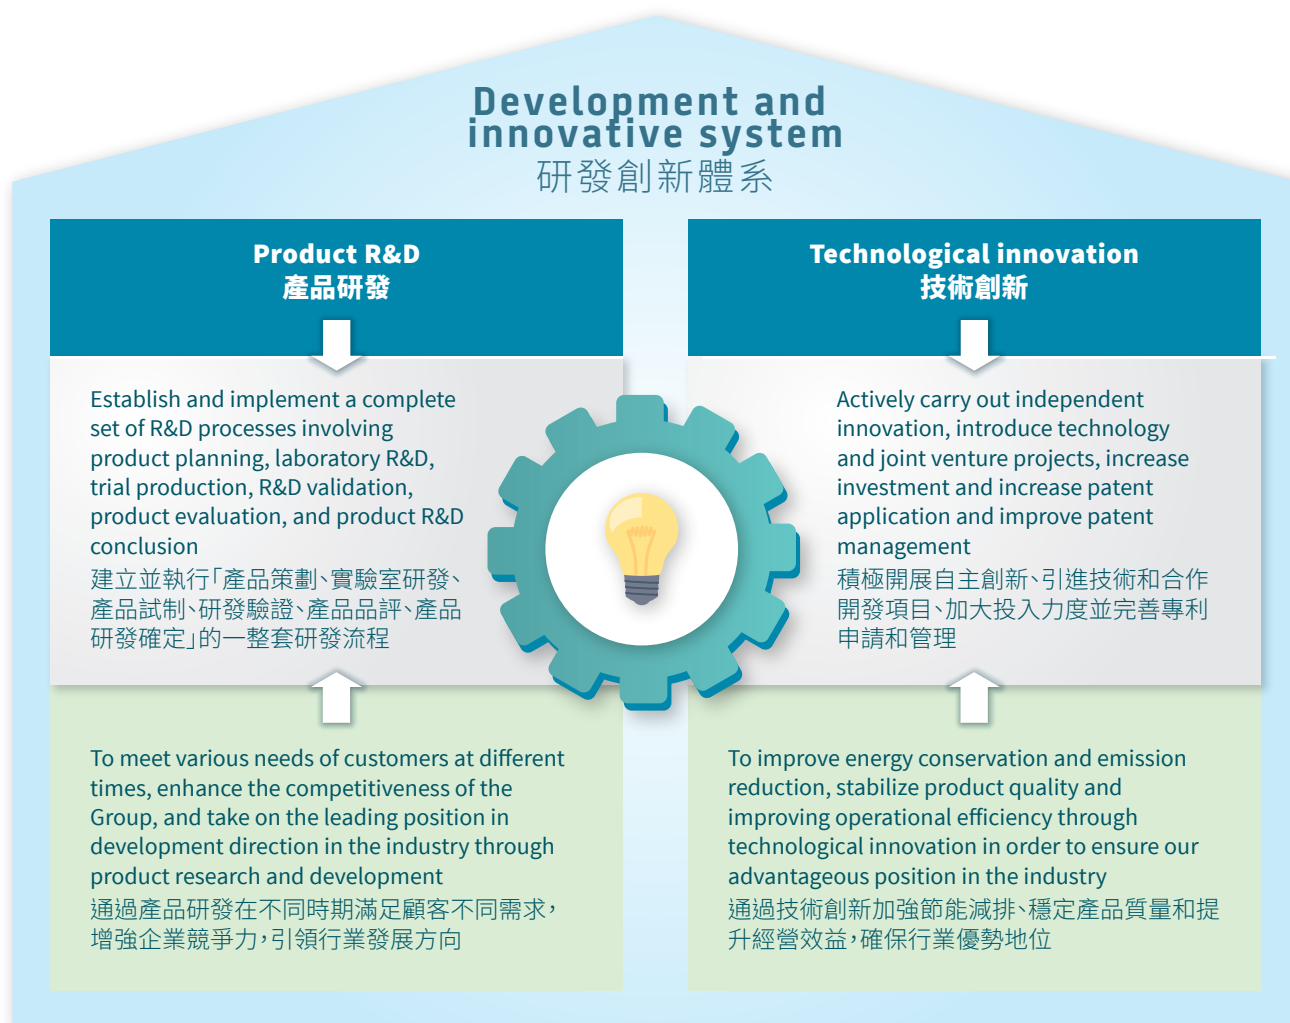 Development and
innovative system
研發創新體系
Product R&D
產品研發
Establish and implement a complete
set of R&D processes involving
product planning, laboratory R&D,
trial production, R&D validation,
product evaluation, and product R&D
conclusion
建立並執行「產品策劃、實驗室研發、
產品試制、研發驗證、產品品評、產品
研發確定」的一整套研發流程
To meet various needs of customers at different
times, enhance the competitiveness of the
Group, and take on the leading position in
development direction in the industry through
product research and development
通過產品研發在不同時期滿足顧客不同需求，
增強企業競爭力，引領行業發展方向
Technological innovation
技術創新
Actively carry out independent
innovation, introduce technology
and joint venture projects, increase
investment and increase patent
application and improve patent
management
積極開展自主創新、引進技術和合作
開發項目、加大投入力度並完善專利
申請和管理
To improve energy conservation and emission
reduction, stabilize product quality and
improving operational efficiency through
technological innovation in order to ensure our
advantageous position in the industry
通過技術創新加強節能減排、穩定產品質量和提
升經營效益，確保行業優勢地位